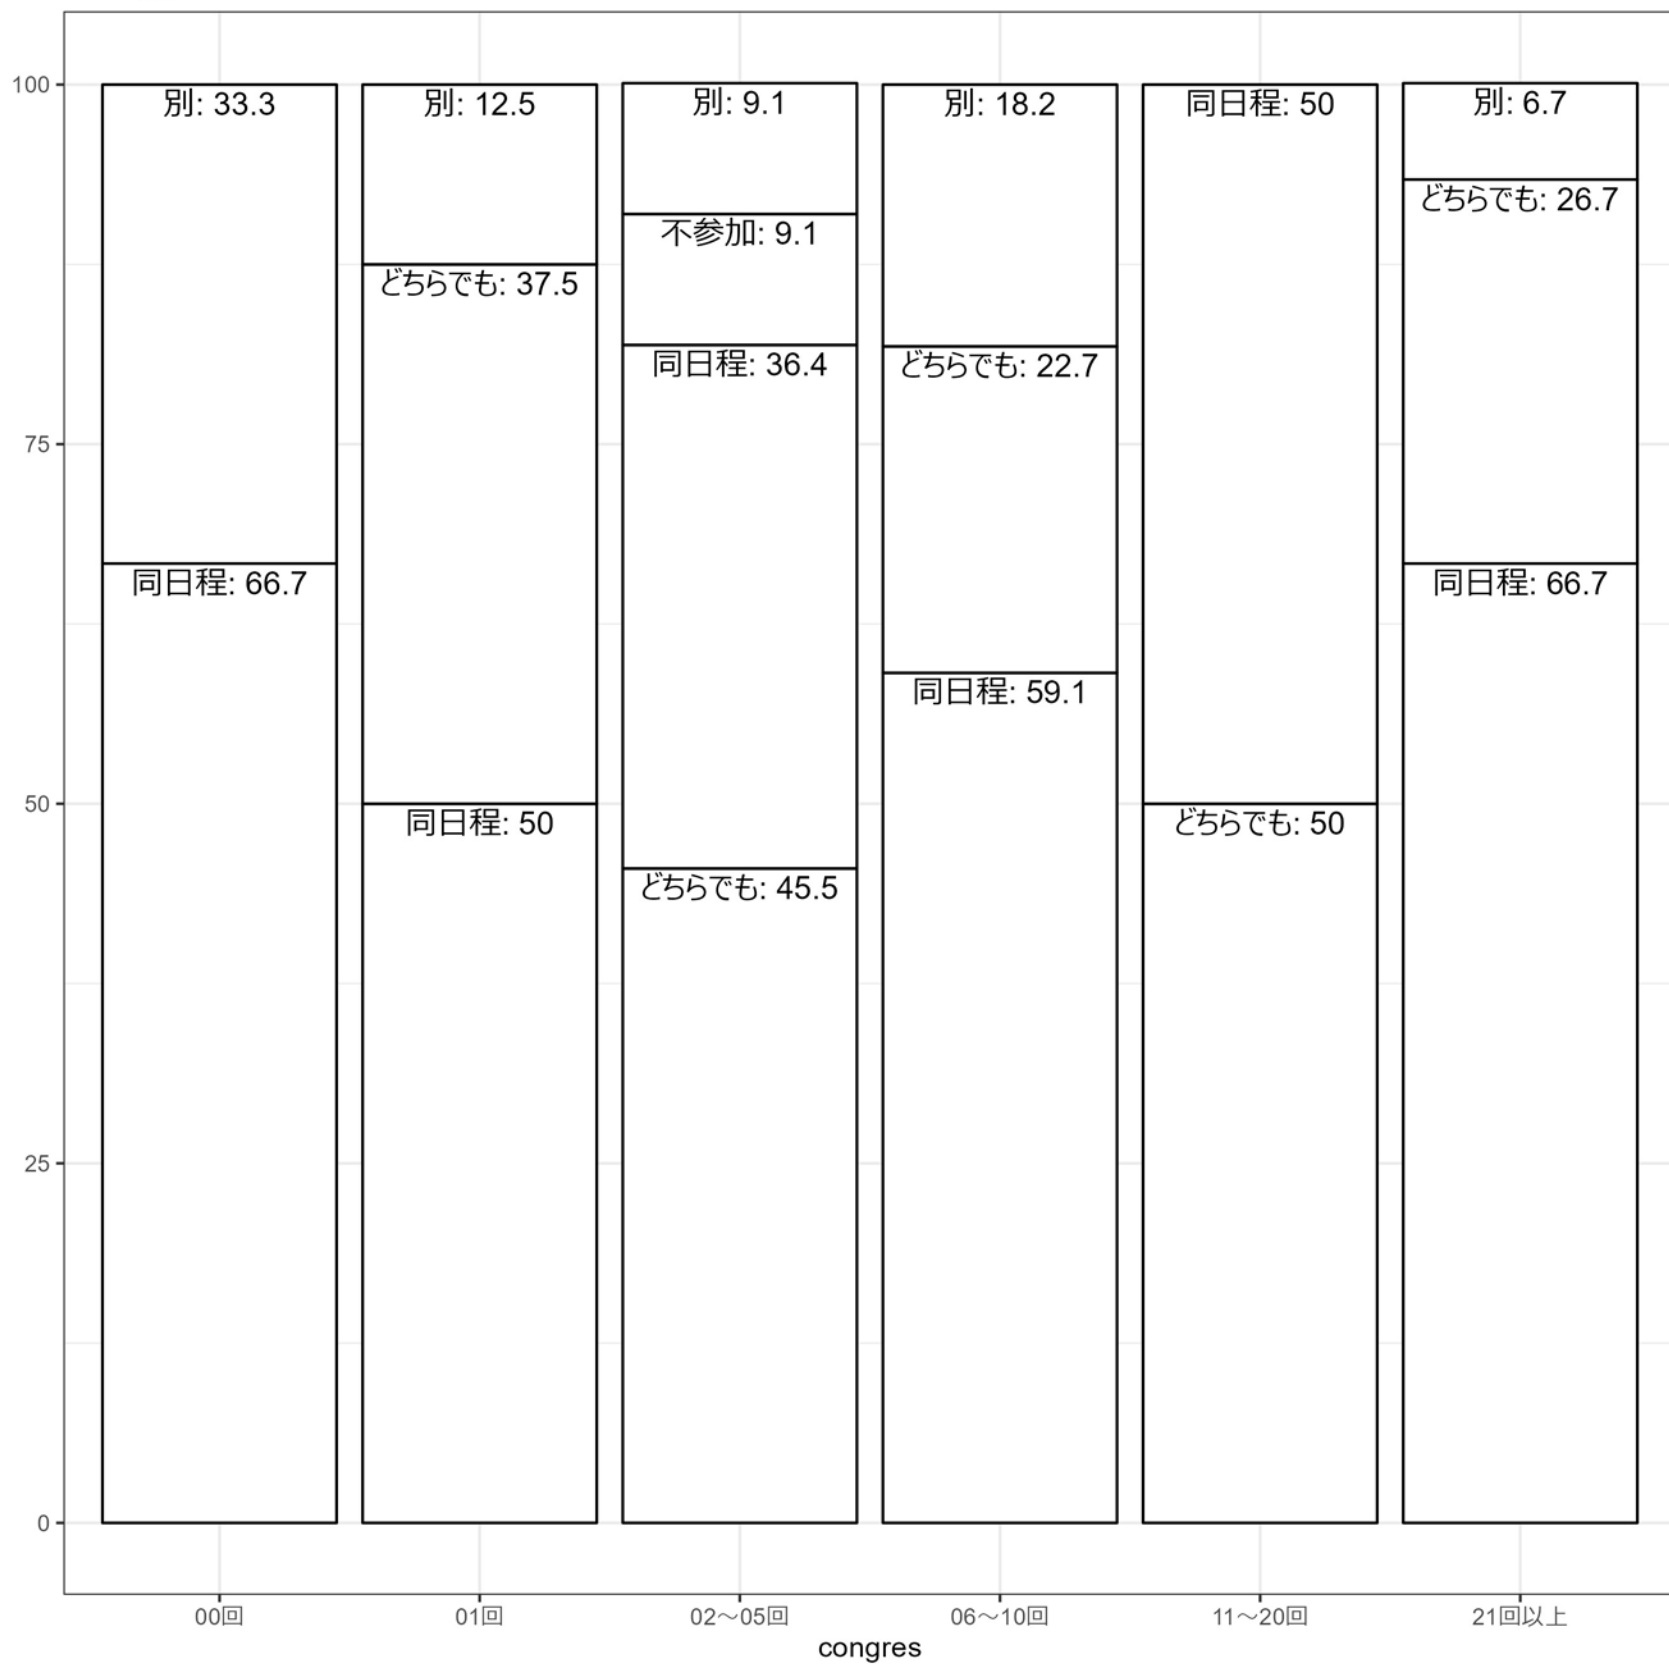 100
75
50
25
0
別: 33.3
同日程: 66.7
別: 12.5
どちらでも: 37.5
同日程: 50
別: 9.1
不参加: 9.1
同日程: 36.4
どちらでも: 45.5
別: 18.2
どちらでも: 22.7
同日程: 59.1
同日程: 50
どちらでも: 50
別: 6.7
どちらでも: 26.7
同日程: 66.7
00回
01回
02〜05回
06〜10回
11〜20回
21回以上
congres